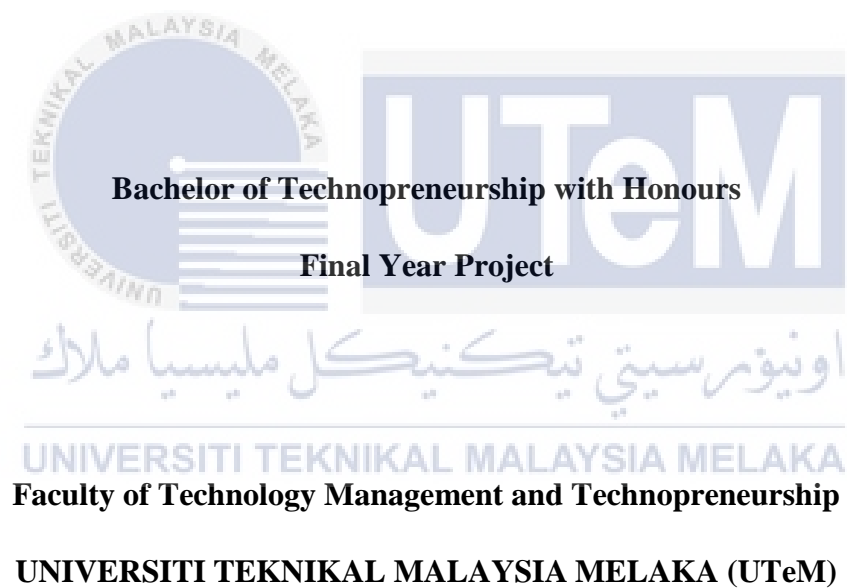 UNIVERSITI TEKNIKAL MALAYSIA MELAKA
UTeM
Bachelor of Technopreneurship with Honours
Final Year Project
اونيۏرسيتي تيكنيكل مليسيا ملاك
UNIVERSITI TEKNIKAL MALAYSIA MELAKA
Faculty of Technology Management and Technopreneurship
UNIVERSITI TEKNIKAL MALAYSIA MELAKA (UTeM)